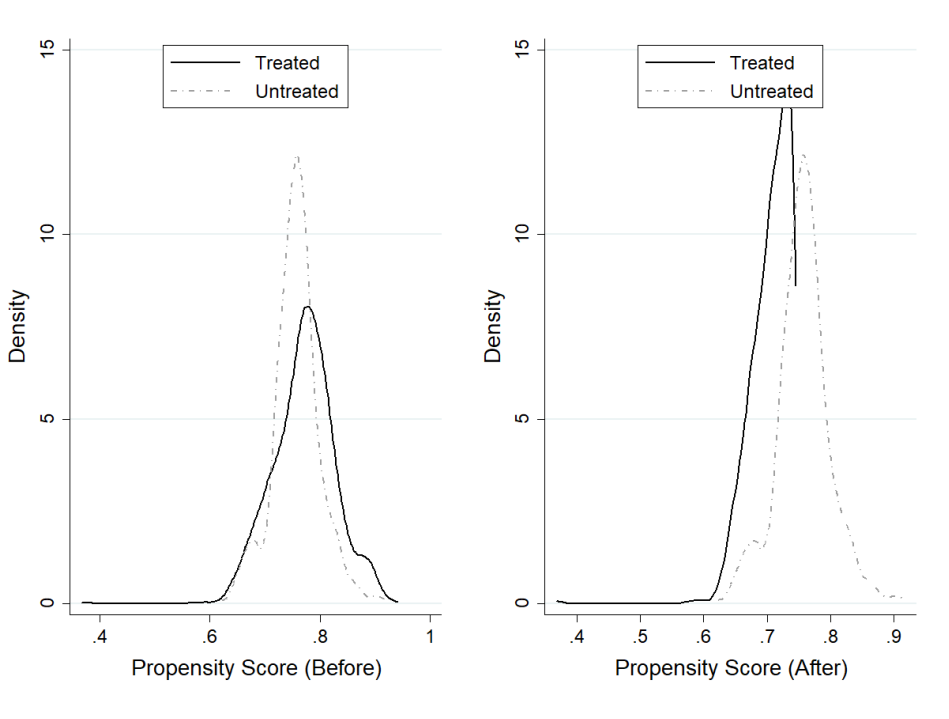 Treated
Untreated
15
10
5
0
Density
.4 .6 .8 1
Propensity Score (Before)
Treated
Untreated
15
10
5
0
Density
.4 .5 .6 .7 .8 .9
Propensity Score (After)